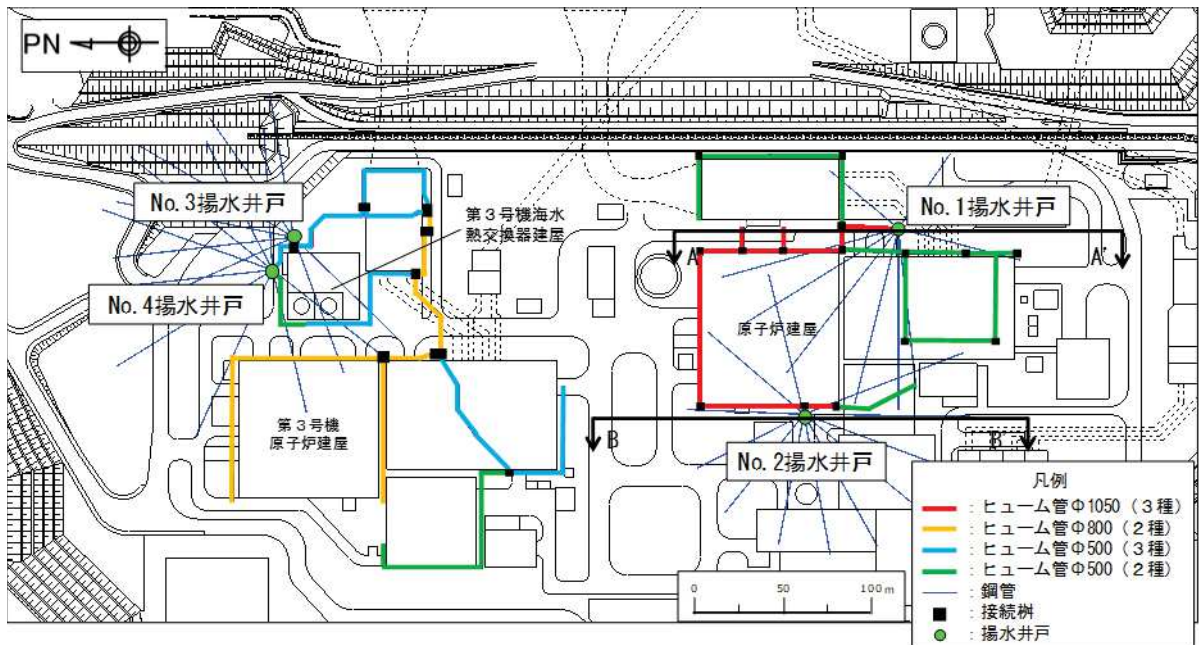 PN
No.3揚水井戸
第3号機海水
熱交換器建屋
No.1揚水井戸
A
A'
No.4揚水井戸
原子炉建屋
第3号機
原子炉建屋
B
B'
No.2揚水井戸
凡例
：ヒューム管Φ1050（3種）
：ヒューム管Φ800（2種）
：ヒューム管Φ500（3種）
：ヒューム管Φ500（2種）
：鋼管
：接続桝
：揚水井戸
0 50 100m